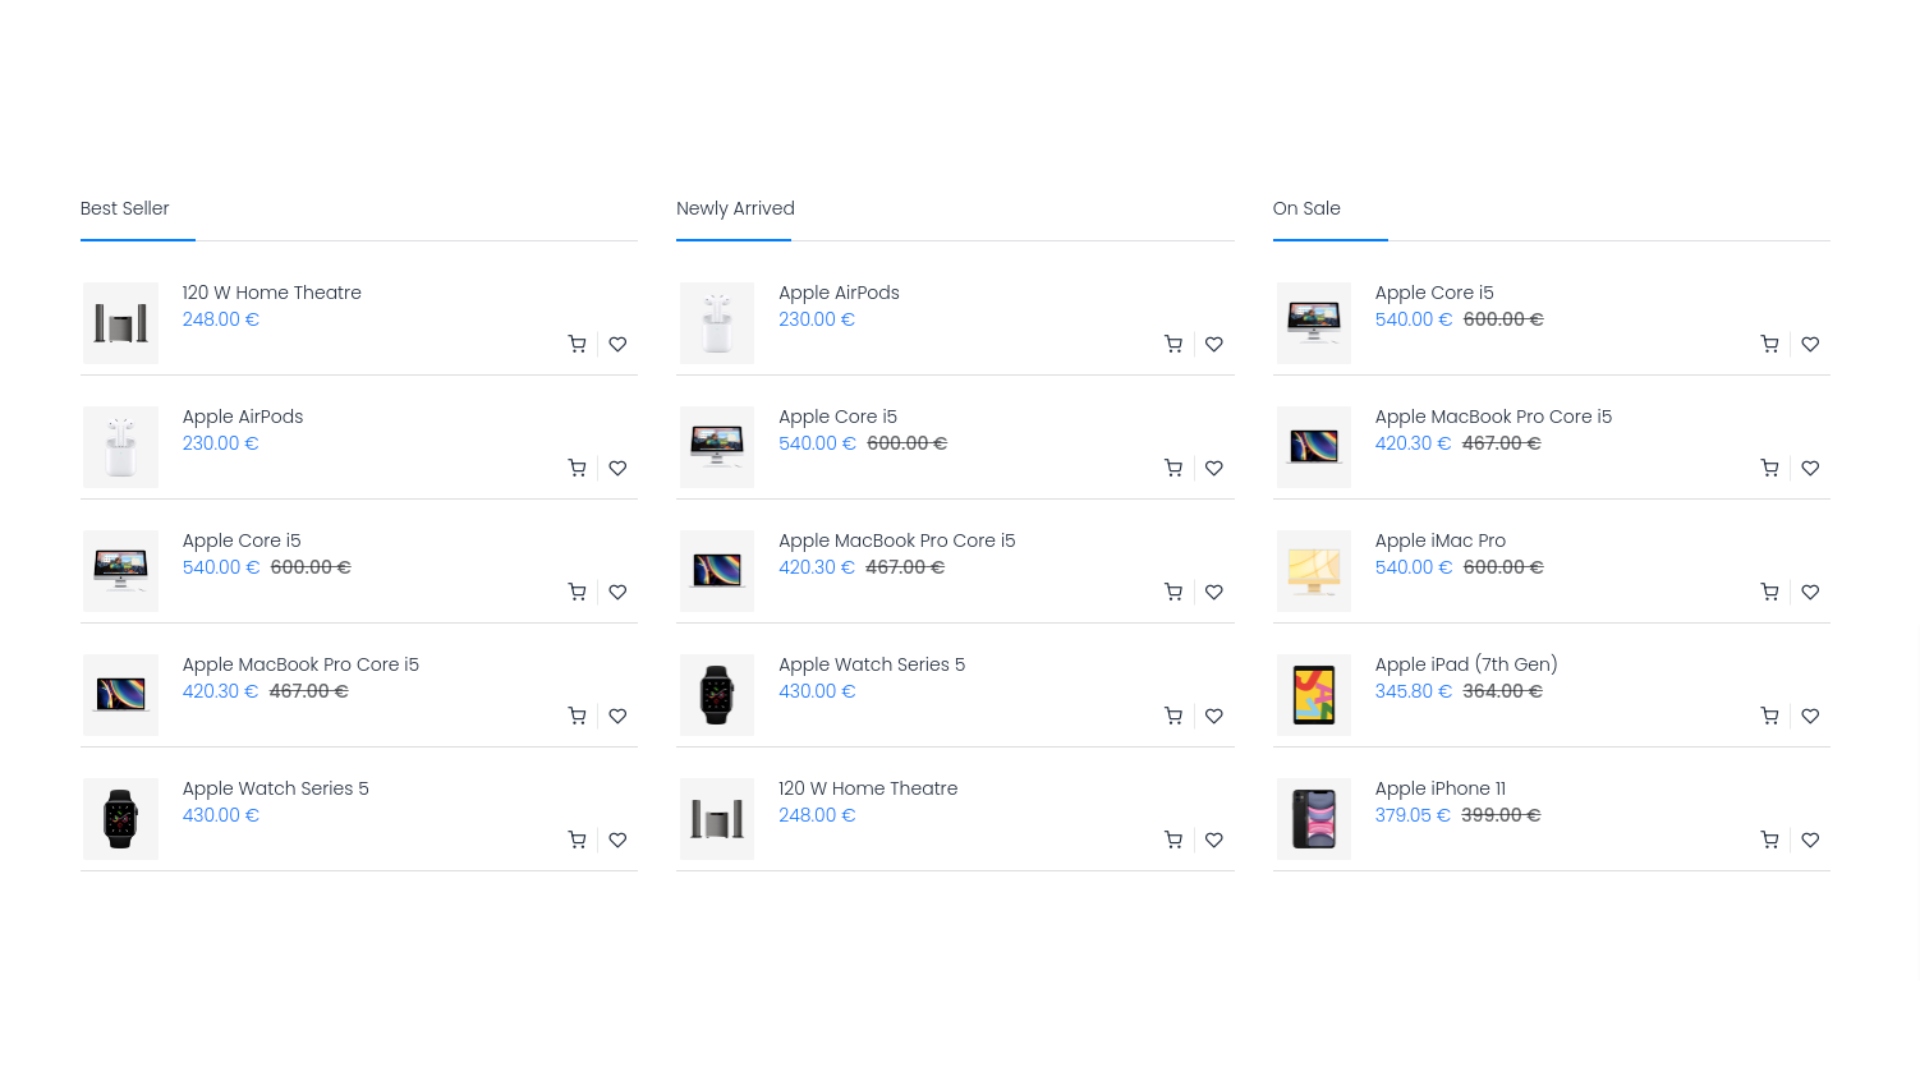 Best Seller
120 W Home Theatre
248.00 €
Apple AirPods
230.00 €
Apple Core i5
540.00 € 600.00 €
Apple MacBook Pro Core i5
420.30 € 467.00 €
Apple Watch Series 5
430.00 €
Newly Arrived
Apple AirPods
230.00 €
Apple Core i5
540.00 € 600.00 €
Apple MacBook Pro Core i5
420.30 € 467.00 €
Apple Watch Series 5
430.00 €
120 W Home Theatre
248.00 €
On Sale
Apple Core i5
540.00 € 600.00 €
Apple MacBook Pro Core i5
420.30 € 467.00 €
Apple iMac Pro
540.00 € 600.00 €
Apple iPad (7th Gen)
345.80 € 364.00 €
Apple iPhone 11
379.05 € 399.00 €